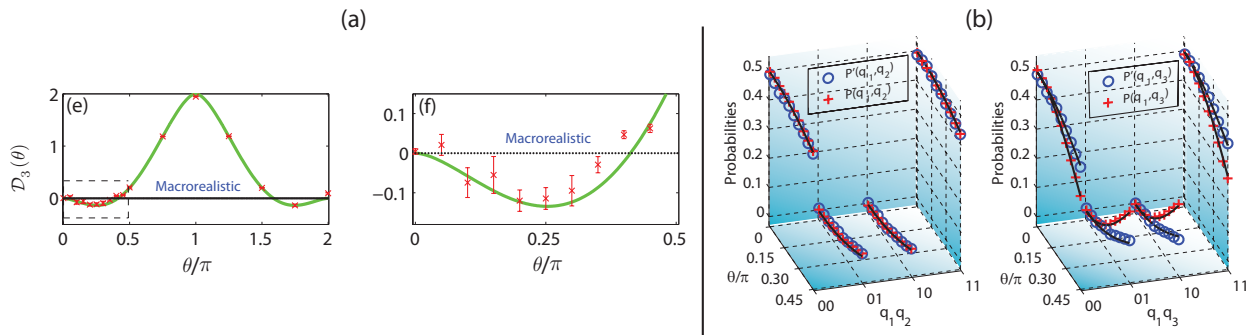 (a)
(b)
(e)
Macrorealistic
D₃(θ)
2
1
0
0
0.5
1
1.5
2
θ/π
(f)
Macrorealistic
0.1
0
−0.1
0
0.25
0.5
θ/π
P'(q₁,q₂)
P(q₁,q₂)
Probabilities
0.5
0.4
0.3
0.2
0.1
0
0
0.15
0.30
0.45
θ/π
00
01
10
11
q₁q₂
P'(q₁,q₃)
P(q₁,q₃)
Probabilities
0.5
0.4
0.3
0.2
0.1
0
0
0.15
0.30
0.45
θ/π
00
01
10
11
q₁q₃